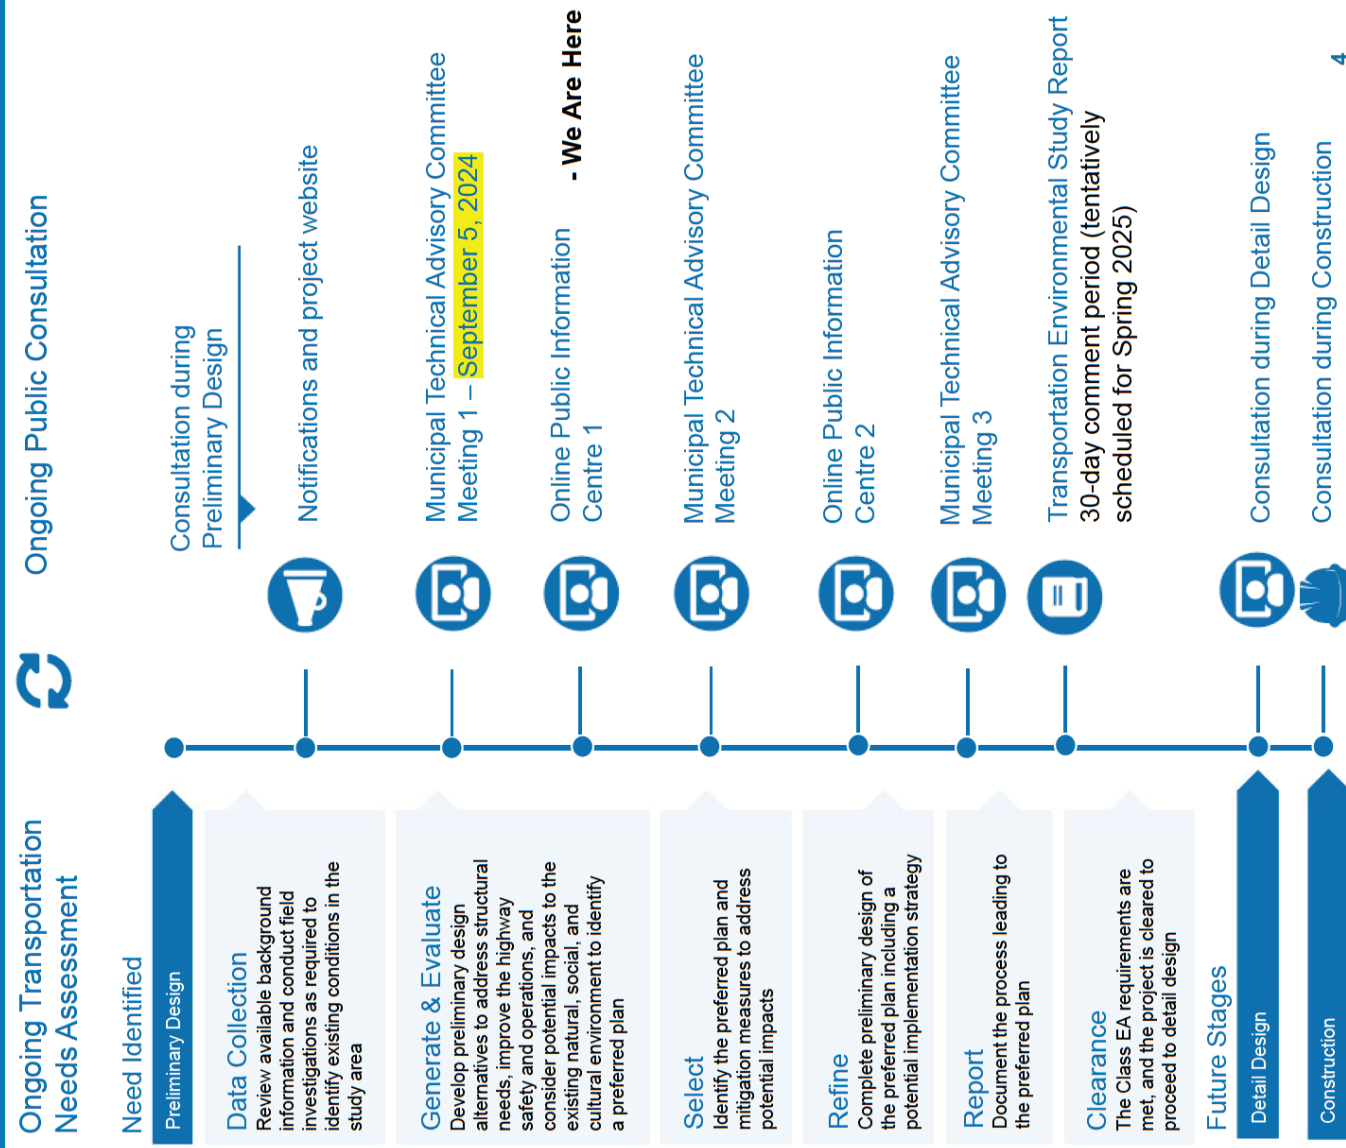 Ongoing Transportation
Needs Assessment
Ongoing Public Consultation
Need Identified
Preliminary Design
Consultation during
Preliminary Design
Data Collection
Review available background
information and conduct field
investigations as required to
identify existing conditions in the
study area
Notifications and project website
Generate & Evaluate
Develop preliminary design
alternatives to address structural
needs, improve the highway
safety and operations, and
consider potential impacts to the
existing natural, social, and
cultural environment to identify
a preferred plan
Municipal Technical Advisory Committee
Meeting 1 – September 5, 2024
Online Public Information
Centre 1
- We Are Here
Select
Identify the preferred plan and
mitigation measures to address
potential impacts
Municipal Technical Advisory Committee
Meeting 2
Refine
Complete preliminary design of
the preferred plan including a
potential implementation strategy
Online Public Information
Centre 2
Report
Document the process leading to
the preferred plan
Municipal Technical Advisory Committee
Meeting 3
Clearance
The Class EA requirements are
met, and the project is cleared to
proceed to detail design
Transportation Environmental Study Report
30-day comment period (tentatively
scheduled for Spring 2025)
Future Stages
Detail Design
Consultation during Detail Design
Construction
Consultation during Construction
4